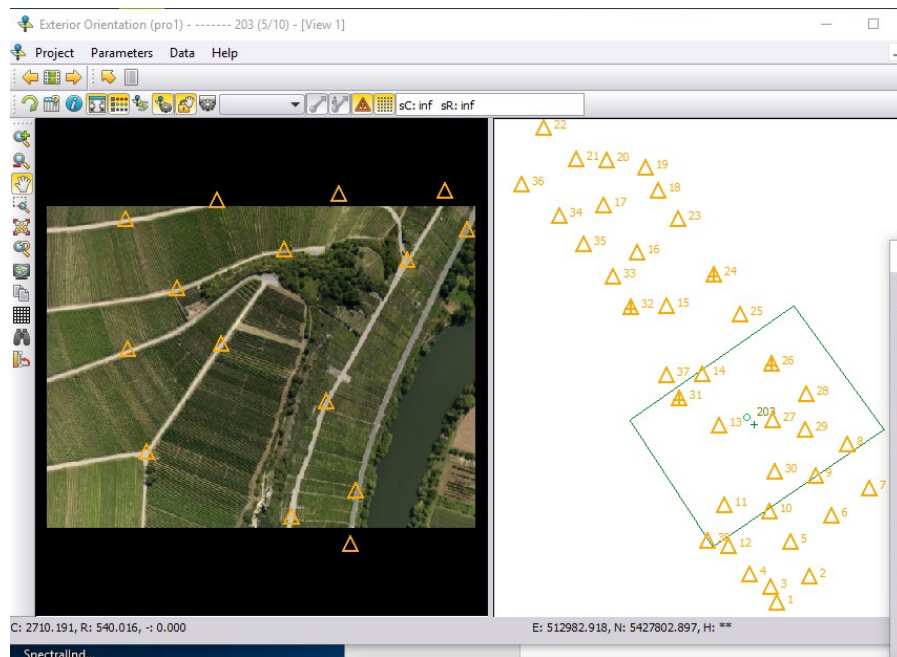 Exterior Orientation (pro1) - ------- 203 (5/10) - [View 1]
Project Parameters Data Help
sC: inf sR: inf
22
21 20 19
36 18
34 17 23
35 16
33 24
32 15 25
26
37 14
31 28
203
13 27 29
8
30 9
7
11 10 6
38 12 5
4 2
3
1
C: 2710.191, R: 540.016, -: 0.000 E: 512982.918, N: 5427802.897, H: **
SpectralInd...